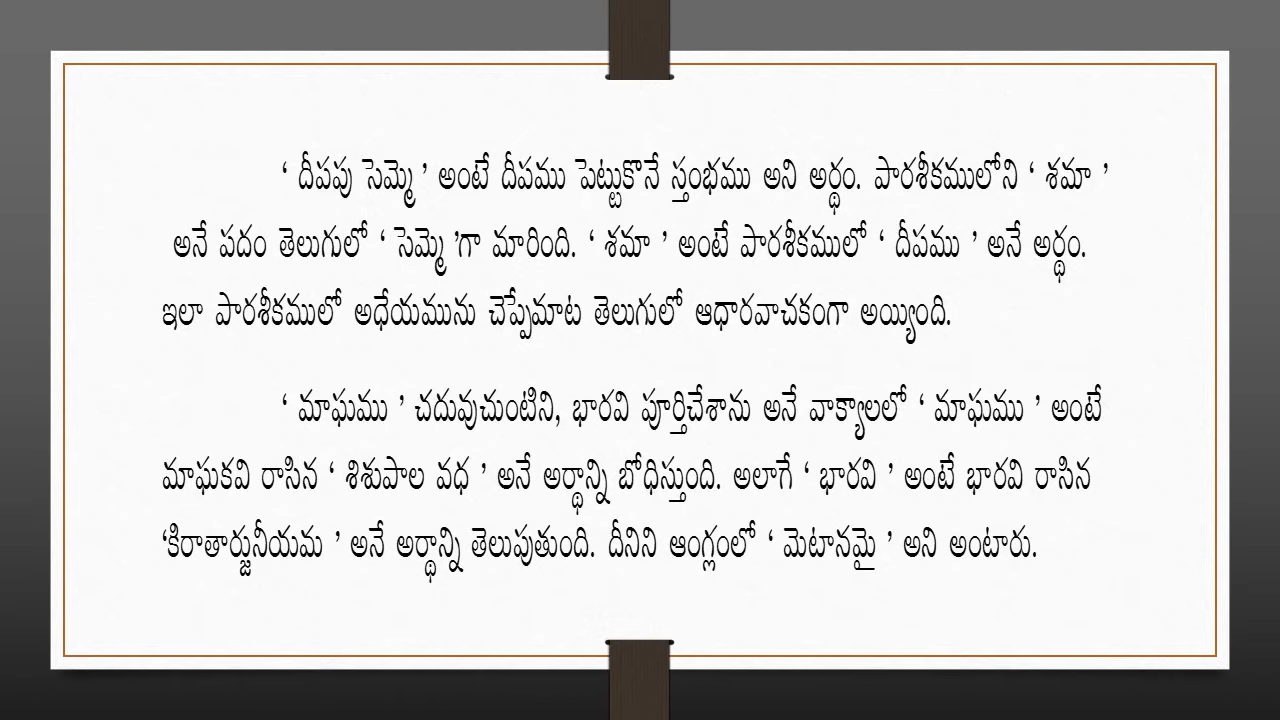 ‘ దీపపు సెమ్మె ’ అంటే దీపము పెట్టుకొనే స్తంభము అని అర్థం. పారశీకములోని ‘ శమా ’
అనే పదం తెలుగులో ‘ సెమ్మె ’గా మారింది. ‘ శమా ’ అంటే పారశీకములో ‘ దీపము ’ అనే అర్థం.
ఇలా పారశీకములో అధేయమును చెప్పేమాట తెలుగులో ఆధారవాచకంగా అయ్యింది.
‘ మాఘము ’ చదువుచుంటిని, భారవి పూర్తిచేశాను అనే వాక్యాలలో ‘ మాఘము ’ అంటే
మాఘకవి రాసిన ‘ శిశుపాల వధ ’ అనే అర్థాన్ని బోధిస్తుంది. అలాగే ‘ భారవి ’ అంటే భారవి రాసిన
‘కిరాతార్జునీయమ ’ అనే అర్థాన్ని తెలుపుతుంది. దీనిని ఆంగ్లంలో ‘ మెటానమై ’ అని అంటారు.